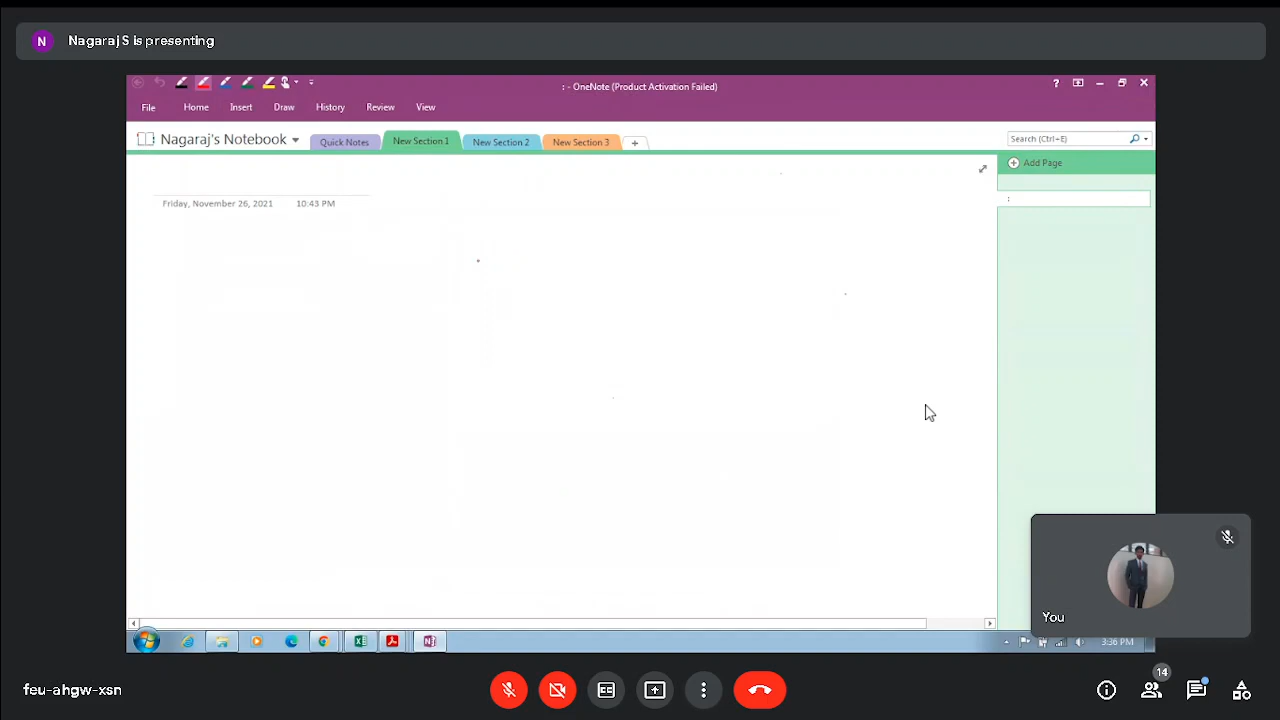 N Nagaraj S is presenting
: - OneNote (Product Activation Failed)
File Home Insert Draw History Review View
Nagaraj's Notebook Quick Notes New Section 1 New Section 2 New Section 3 + Search (Ctrl+E)
Add Page
:
Friday, November 26, 2021 10:43 PM
You
3:36 PM
14
feu-ahgw-xsn